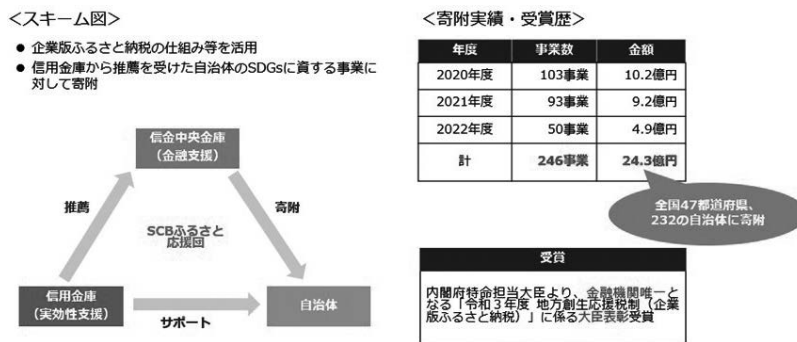 ＜スキーム図＞
● 企業版ふるさと納税の仕組み等を活用
● 信用金庫から推薦を受けた自治体のSDGsに資する事業に
対して寄附
信金中央金庫
（金融支援）
推薦
寄附
SCBふるさと
応援団
信用金庫
（実効性支援）
サポート
自治体
＜寄附実績・受賞歴＞
年度 事業数 金額
2020年度 103事業 10.2億円
2021年度 93事業 9.2億円
2022年度 50事業 4.9億円
計 246事業 24.3億円
全国47都道府県、
232の自治体に寄附
受賞
内閣府特命担当大臣より、金融機関唯一と
なる「令和３年度 地方創生応援税制（企業
版ふるさと納税）」に係る大臣表彰受賞